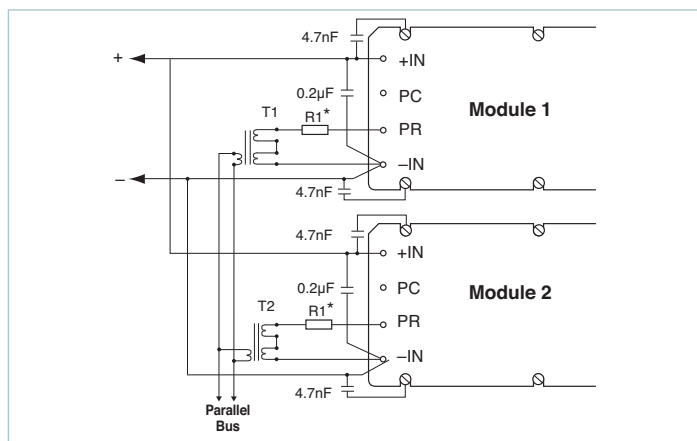 4.7nF
+
+IN
0.2µF
PC
Module 1
T1
R1*
PR
–
–IN
4.7nF
4.7nF
+IN
0.2µF
PC
Module 2
T2
R1*
PR
–IN
4.7nF
Parallel
Bus